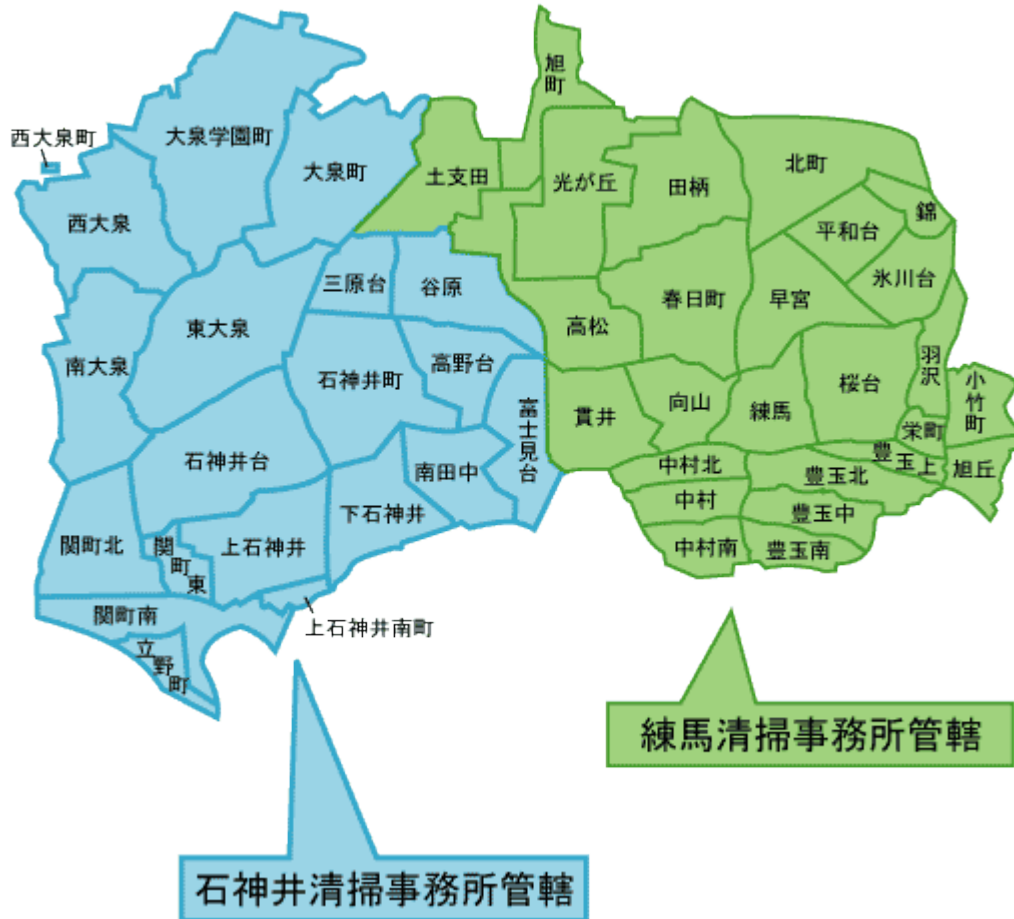 旭町
西大泉町
大泉学園町
大泉町
土支田
光が丘
田柄
北町
錦
西大泉
平和台
氷川台
三原台
谷原
春日町
早宮
東大泉
高松
南大泉
石神井町
高野台
羽沢
桜台
小竹町
富士見台
貫井
向山
練馬
栄町
石神井台
南田中
中村北
豊玉北
豊玉上
旭丘
下石神井
中村
豊玉中
関町北
関町東
上石神井
中村南
豊玉南
関町南
上石神井南町
立野町
練馬清掃事務所管轄
石神井清掃事務所管轄